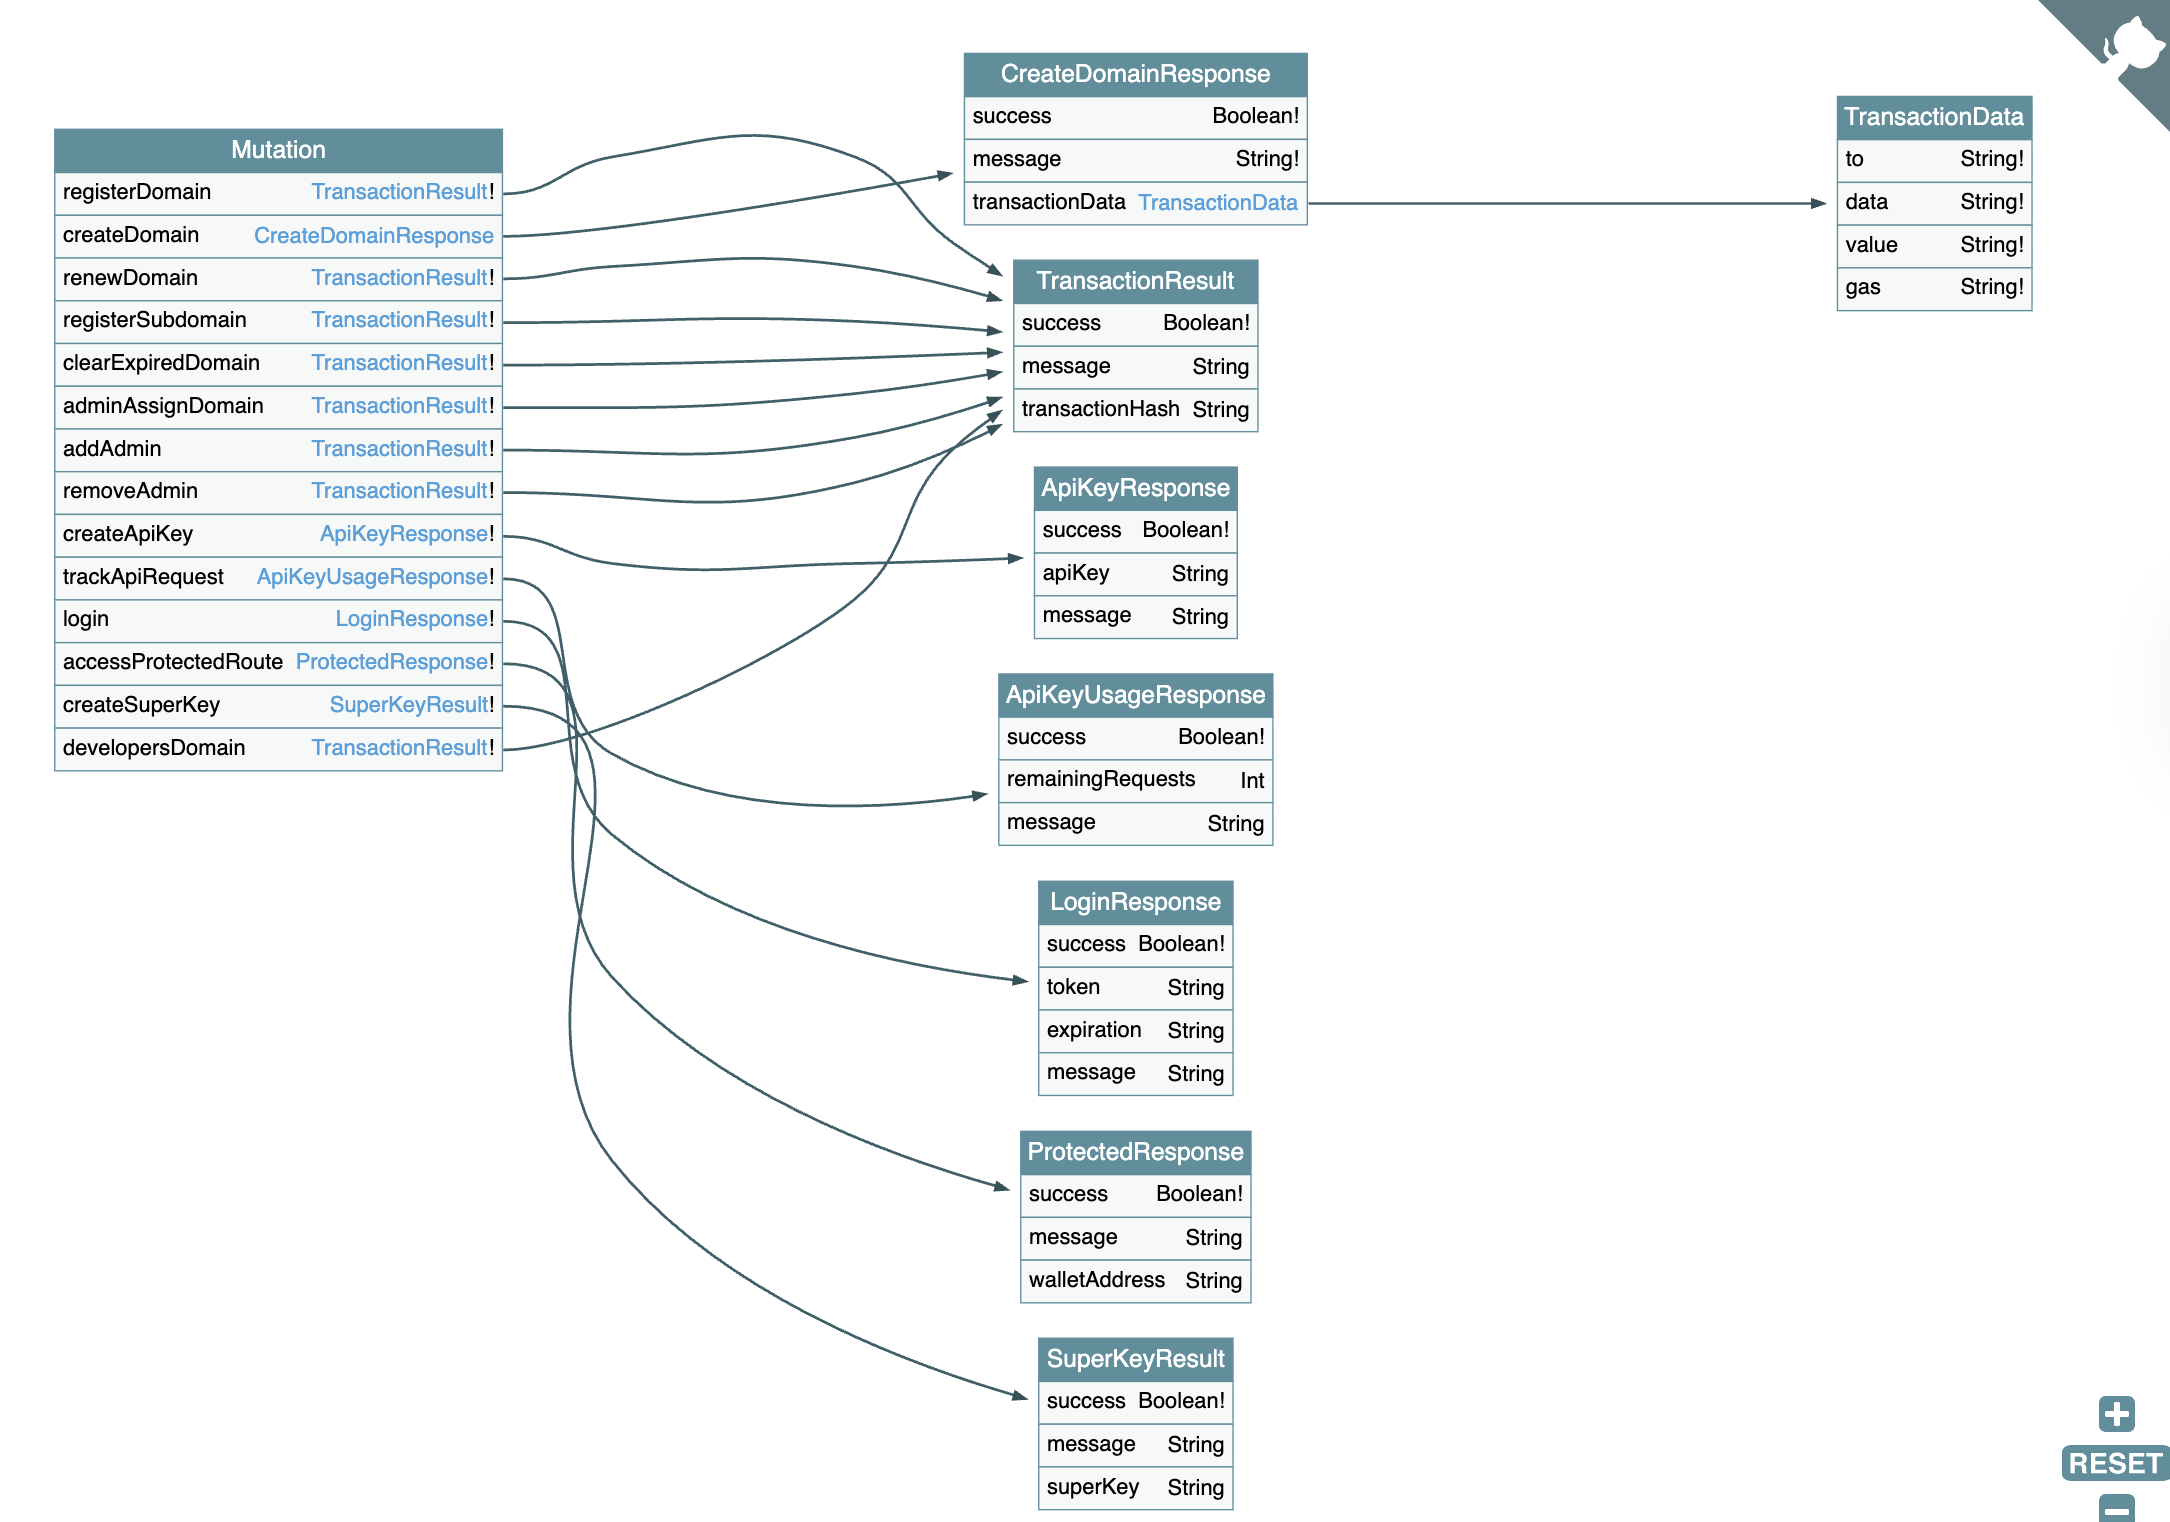 Mutation
registerDomain TransactionResult!
createDomain CreateDomainResponse
renewDomain TransactionResult!
registerSubdomain TransactionResult!
clearExpiredDomain TransactionResult!
adminAssignDomain TransactionResult!
addAdmin TransactionResult!
removeAdmin TransactionResult!
createApiKey ApiKeyResponse!
trackApiRequest ApiKeyUsageResponse!
login LoginResponse!
accessProtectedRoute ProtectedResponse!
createSuperKey SuperKeyResult!
developersDomain TransactionResult!
CreateDomainResponse
success Boolean!
message String!
transactionData TransactionData
TransactionResult
success Boolean!
message String
transactionHash String
ApiKeyResponse
success Boolean!
apiKey String
message String
ApiKeyUsageResponse
success Boolean!
remainingRequests Int
message String
LoginResponse
success Boolean!
token String
expiration String
message String
ProtectedResponse
success Boolean!
message String
walletAddress String
SuperKeyResult
success Boolean!
message String
superKey String
TransactionData
to String!
data String!
value String!
gas String!
RESET